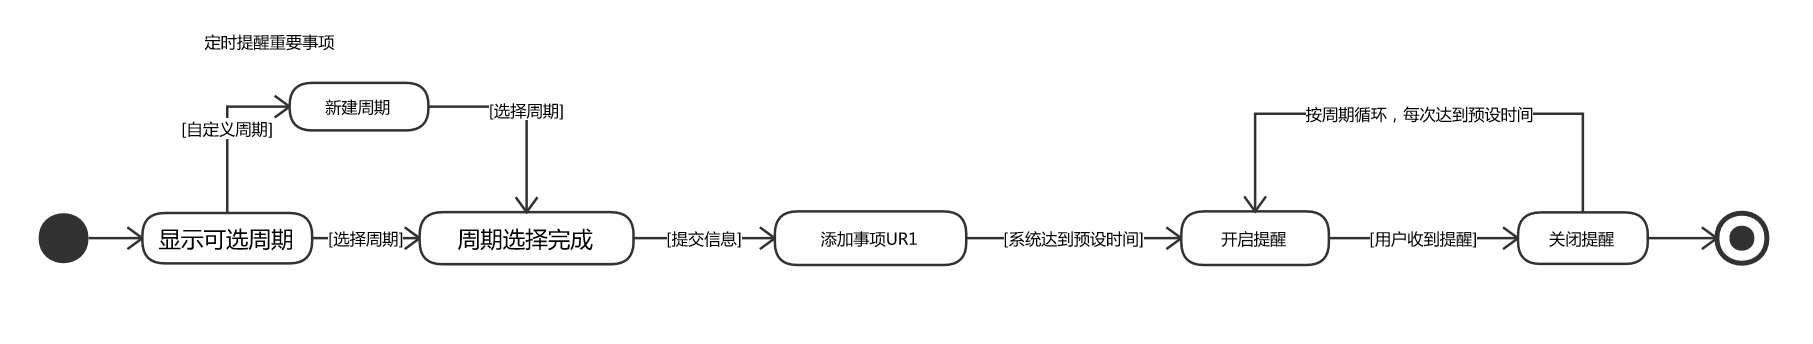 定时提醒重要事项
新建周期
[选择周期]
[自定义周期]
按周期循环，每次达到预设时间
显示可选周期
[选择周期]
周期选择完成
[提交信息]
添加事项UR1
[系统达到预设时间]
开启提醒
[用户收到提醒]
关闭提醒